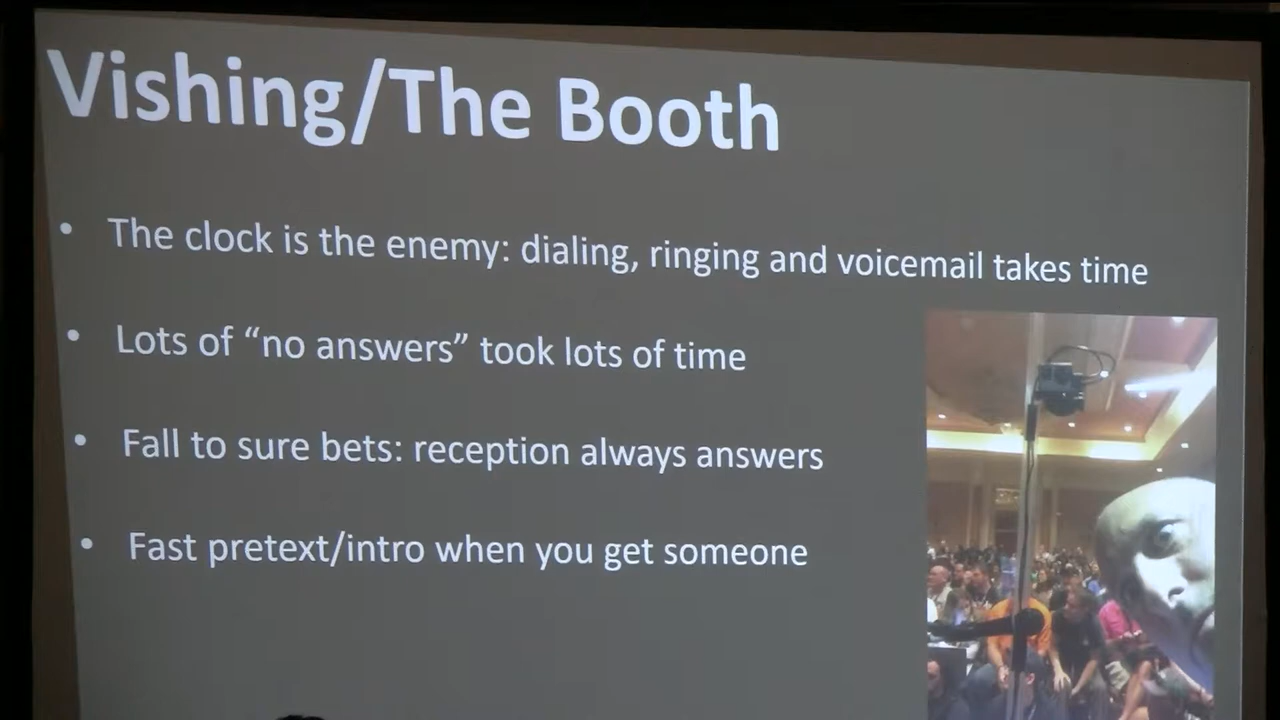 Vishing/The Booth
• The clock is the enemy: dialing, ringing and voicemail takes time
• Lots of “no answers” took lots of time
• Fall to sure bets: reception always answers
• Fast pretext/intro when you get someone